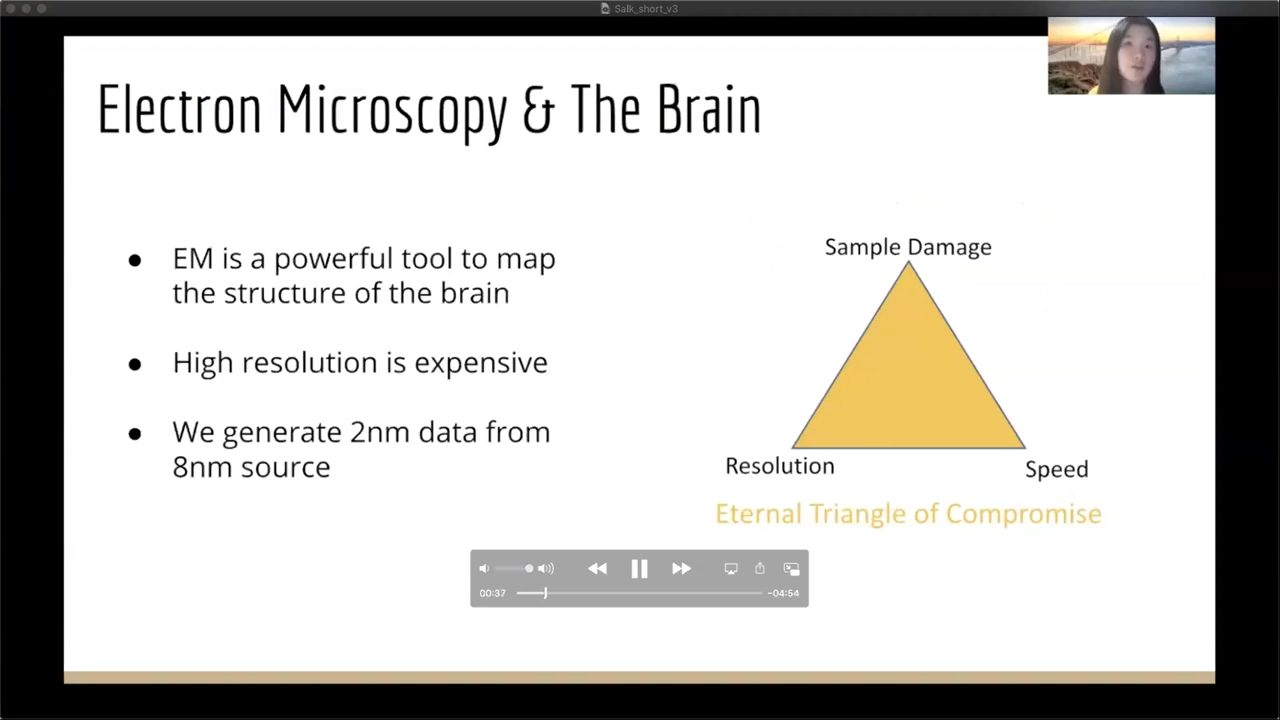 Salk_short_v3
Electron Microscopy & The Brain
● EM is a powerful tool to map
the structure of the brain
● High resolution is expensive
● We generate 2nm data from
8nm source
Sample Damage
Resolution
Speed
Eternal Triangle of Compromise
00:37
-04:54